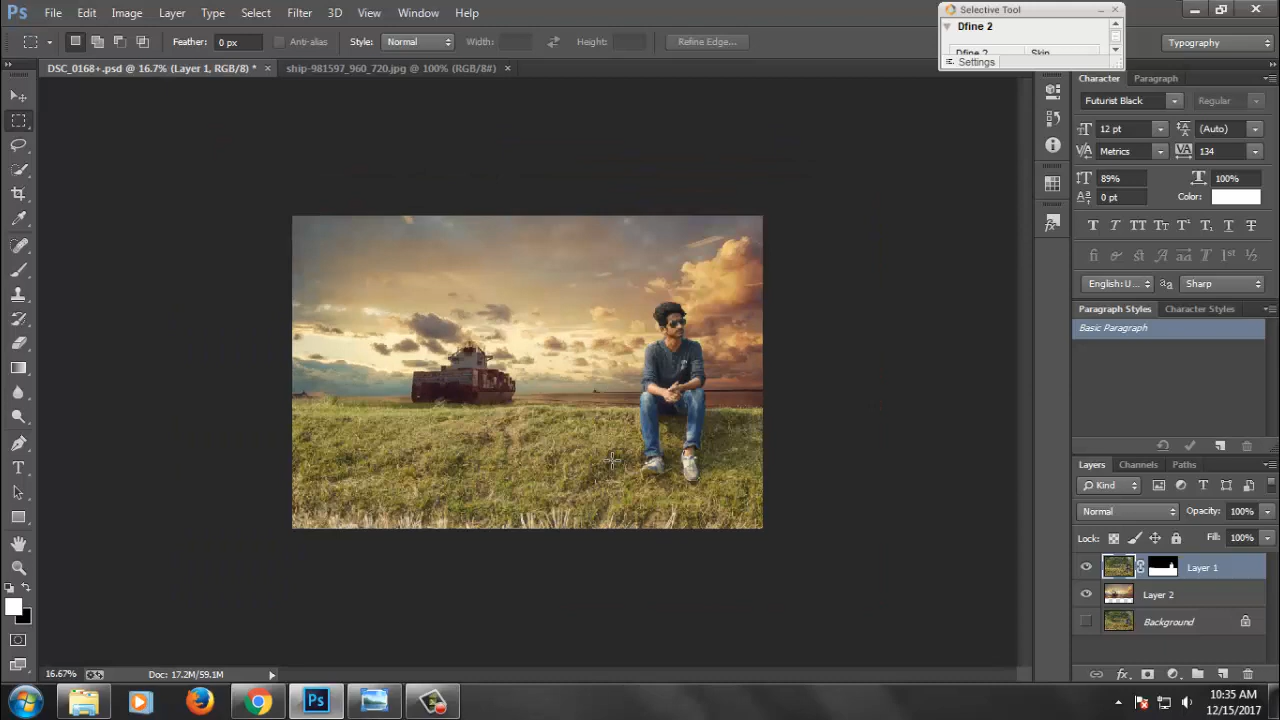 Ps File Edit Image Layer Type Select Filter 3D View Window Help
Selective Tool
Dfine 2
Dfine 2 Skin
Settings
Feather: 0 px Anti-alias Style: Normal Width: Height: Refine Edge... Typography
DSC_0168+.psd @ 16.7% (Layer 1, RGB/8) * × ship-981597_960_720.jpg @ 100% (RGB/8#) ×
Character Paragraph
Futurist Black Regular
12 pt (Auto)
Metrics 134
89% 100%
0 pt Color:
English: U... Sharp
Paragraph Styles Character Styles
Basic Paragraph
Layers Channels Paths
Kind
Normal Opacity: 100%
Lock: Fill: 100%
Layer 1
Layer 2
Background
16.67% Doc: 17.2M/59.1M
Ps
10:35 AM
12/15/2017